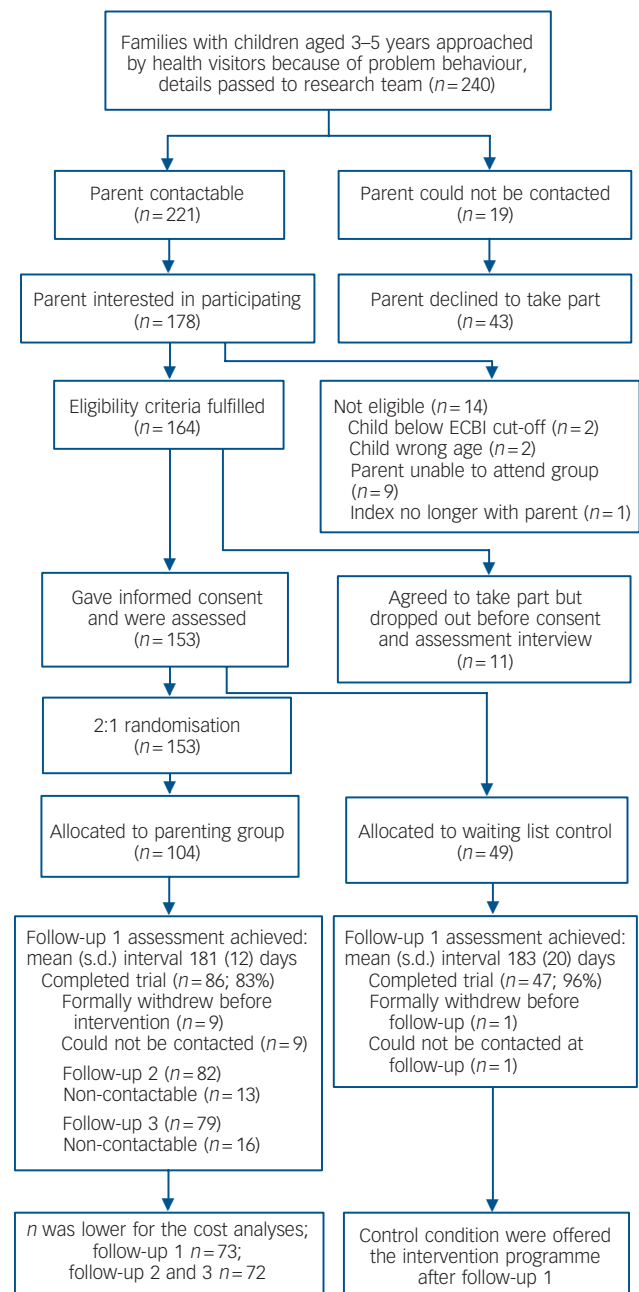 Families with children aged 3–5 years approached
by health visitors because of problem behaviour,
details passed to research team (n=240)
Parent contactable
(n=221)
Parent could not be contacted
(n=19)
Parent interested in participating
(n=178)
Parent declined to take part
(n=43)
Eligibility criteria fulfilled
(n=164)
Not eligible (n=14)
Child below ECBI cut-off (n=2)
Child wrong age (n=2)
Parent unable to attend group
(n=9)
Index no longer with parent (n=1)
Gave informed consent
and were assessed
(n=153)
Agreed to take part but
dropped out before consent
and assessment interview
(n=11)
2:1 randomisation
(n=153)
Allocated to parenting group
(n=104)
Allocated to waiting list control
(n=49)
Follow-up 1 assessment achieved:
mean (s.d.) interval 181 (12) days
Completed trial (n=86; 83%)
Formally withdrew before
intervention (n=9)
Could not be contacted (n=9)
Follow-up 2 (n=82)
Non-contactable (n=13)
Follow-up 3 (n=79)
Non-contactable (n=16)
Follow-up 1 assessment achieved:
mean (s.d.) interval 183 (20) days
Completed trial (n=47; 96%)
Formally withdrew before
follow-up (n=1)
Could not be contacted at
follow-up (n=1)
n was lower for the cost analyses;
follow-up 1 n=73;
follow-up 2 and 3 n=72
Control condition were offered
the intervention programme
after follow-up 1